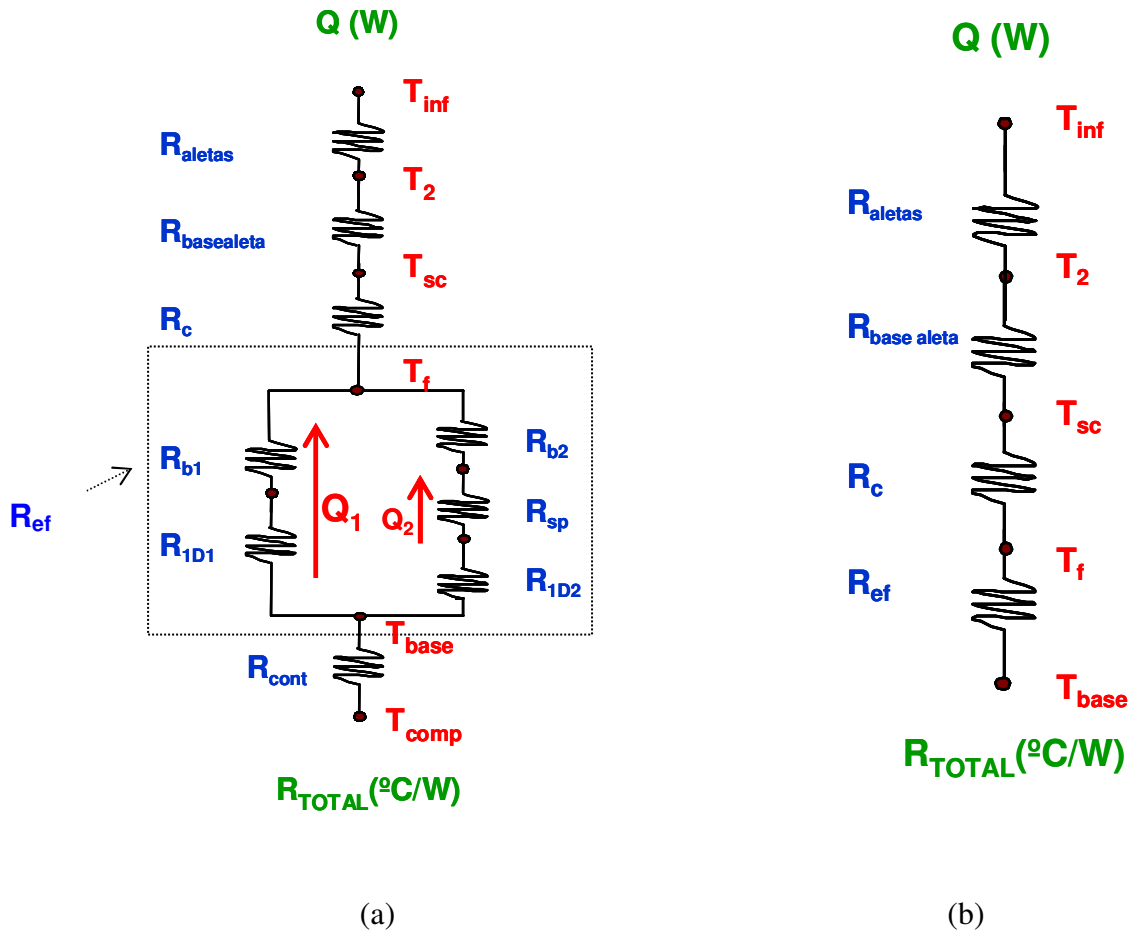 Q (W)
T_inf
R_aletas
T_2
R_basealeta
T_sc
R_c
T_f
R_b1
R_b2
R_ef
Q_1
Q_2
R_sp
R_1D1
R_1D2
T_base
R_cont
T_comp
R_TOTAL(ºC/W)
(a)
Q (W)
T_inf
R_aletas
T_2
R_base aleta
T_sc
R_c
T_f
R_ef
T_base
R_TOTAL(ºC/W)
(b)